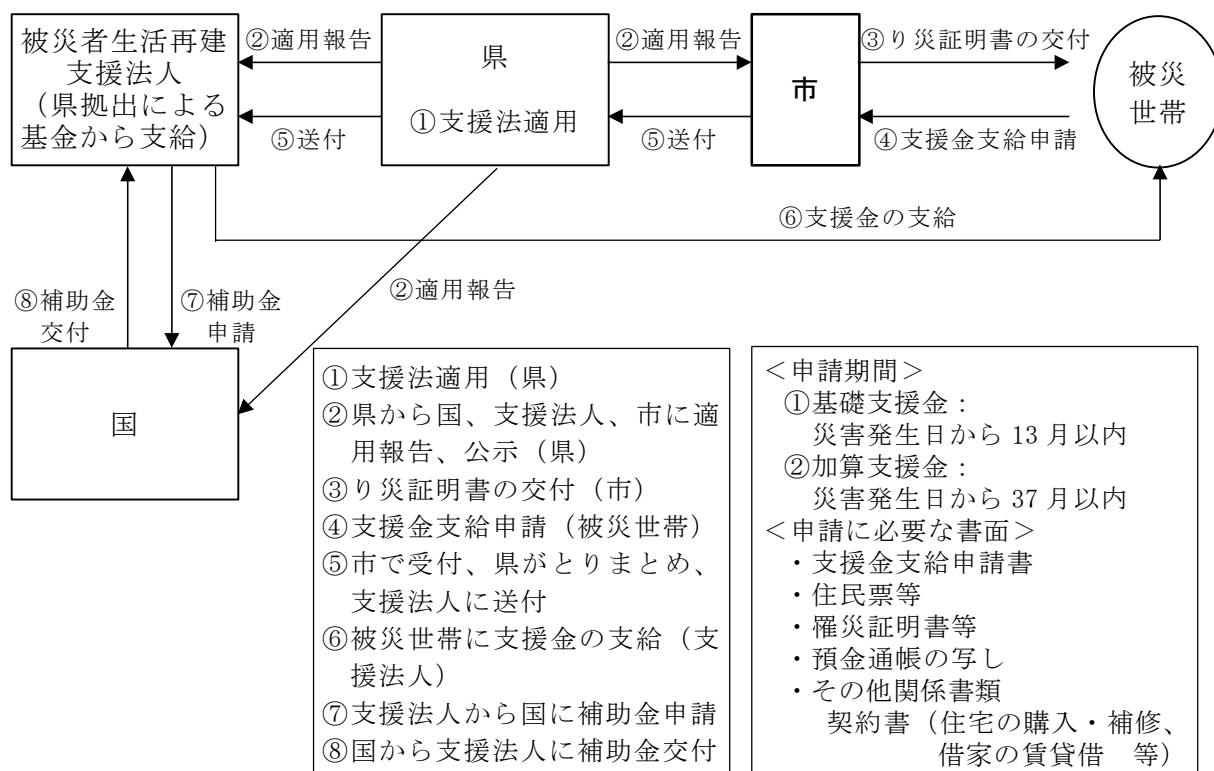 被災者生活再建
支援法人
（県拠出による
基金から支給）
②適用報告
⑤送付
県
①支援法適用
②適用報告
⑤送付
市
③り災証明書の交付
④支援金支給申請
被災
世帯
⑥支援金の支給
②適用報告
⑧補助金
交付
⑦補助金
申請
国
①支援法適用（県）
②県から国、支援法人、市に適
用報告、公示（県）
③り災証明書の交付（市）
④支援金支給申請（被災世帯）
⑤市で受付、県がとりまとめ、
支援法人に送付
⑥被災世帯に支援金の支給（支
援法人）
⑦支援法人から国に補助金申請
⑧国から支援法人に補助金交付
＜申請期間＞
①基礎支援金：
災害発生日から 13 月以内
②加算支援金：
災害発生日から 37 月以内
＜申請に必要な書面＞
・支援金支給申請書
・住民票等
・罹災証明書等
・預金通帳の写し
・その他関係書類
契約書（住宅の購入・補修、
借家の賃貸借　等）